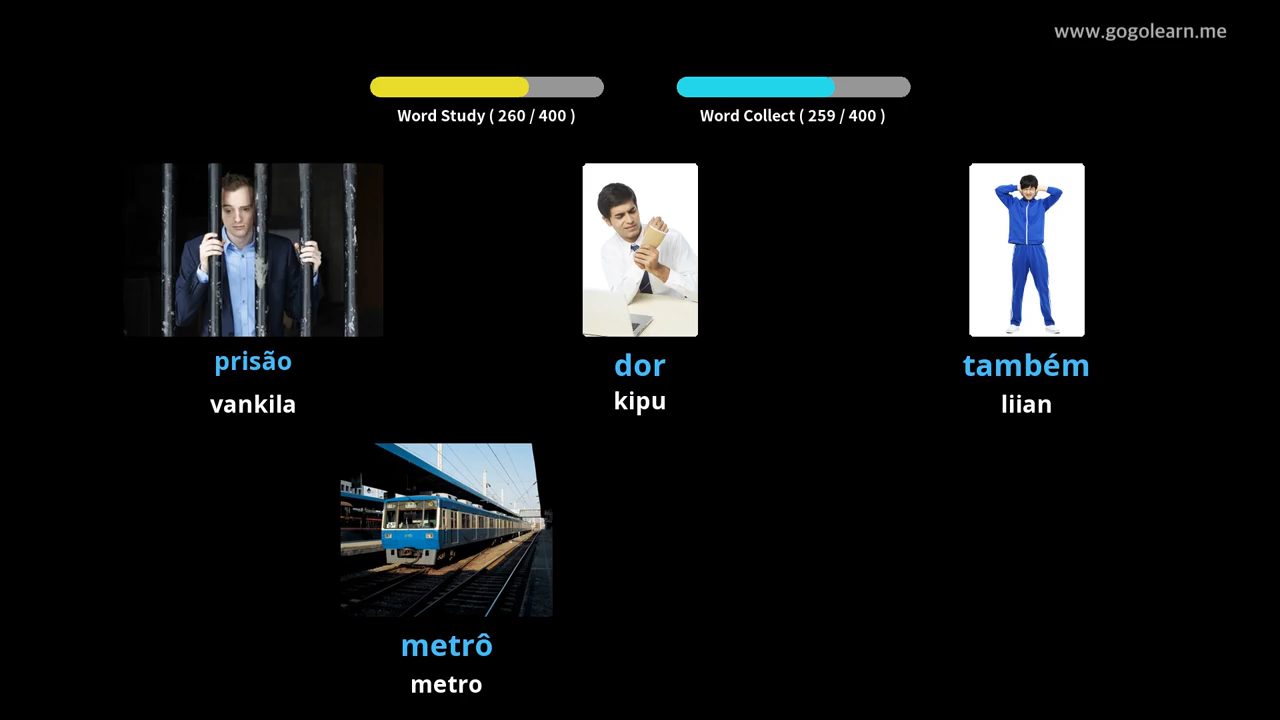 www.gogolearn.me
Word Study ( 260 / 400 )
Word Collect ( 259 / 400 )
prisão
dor
também
vankila
kipu
liian
metrô
metro